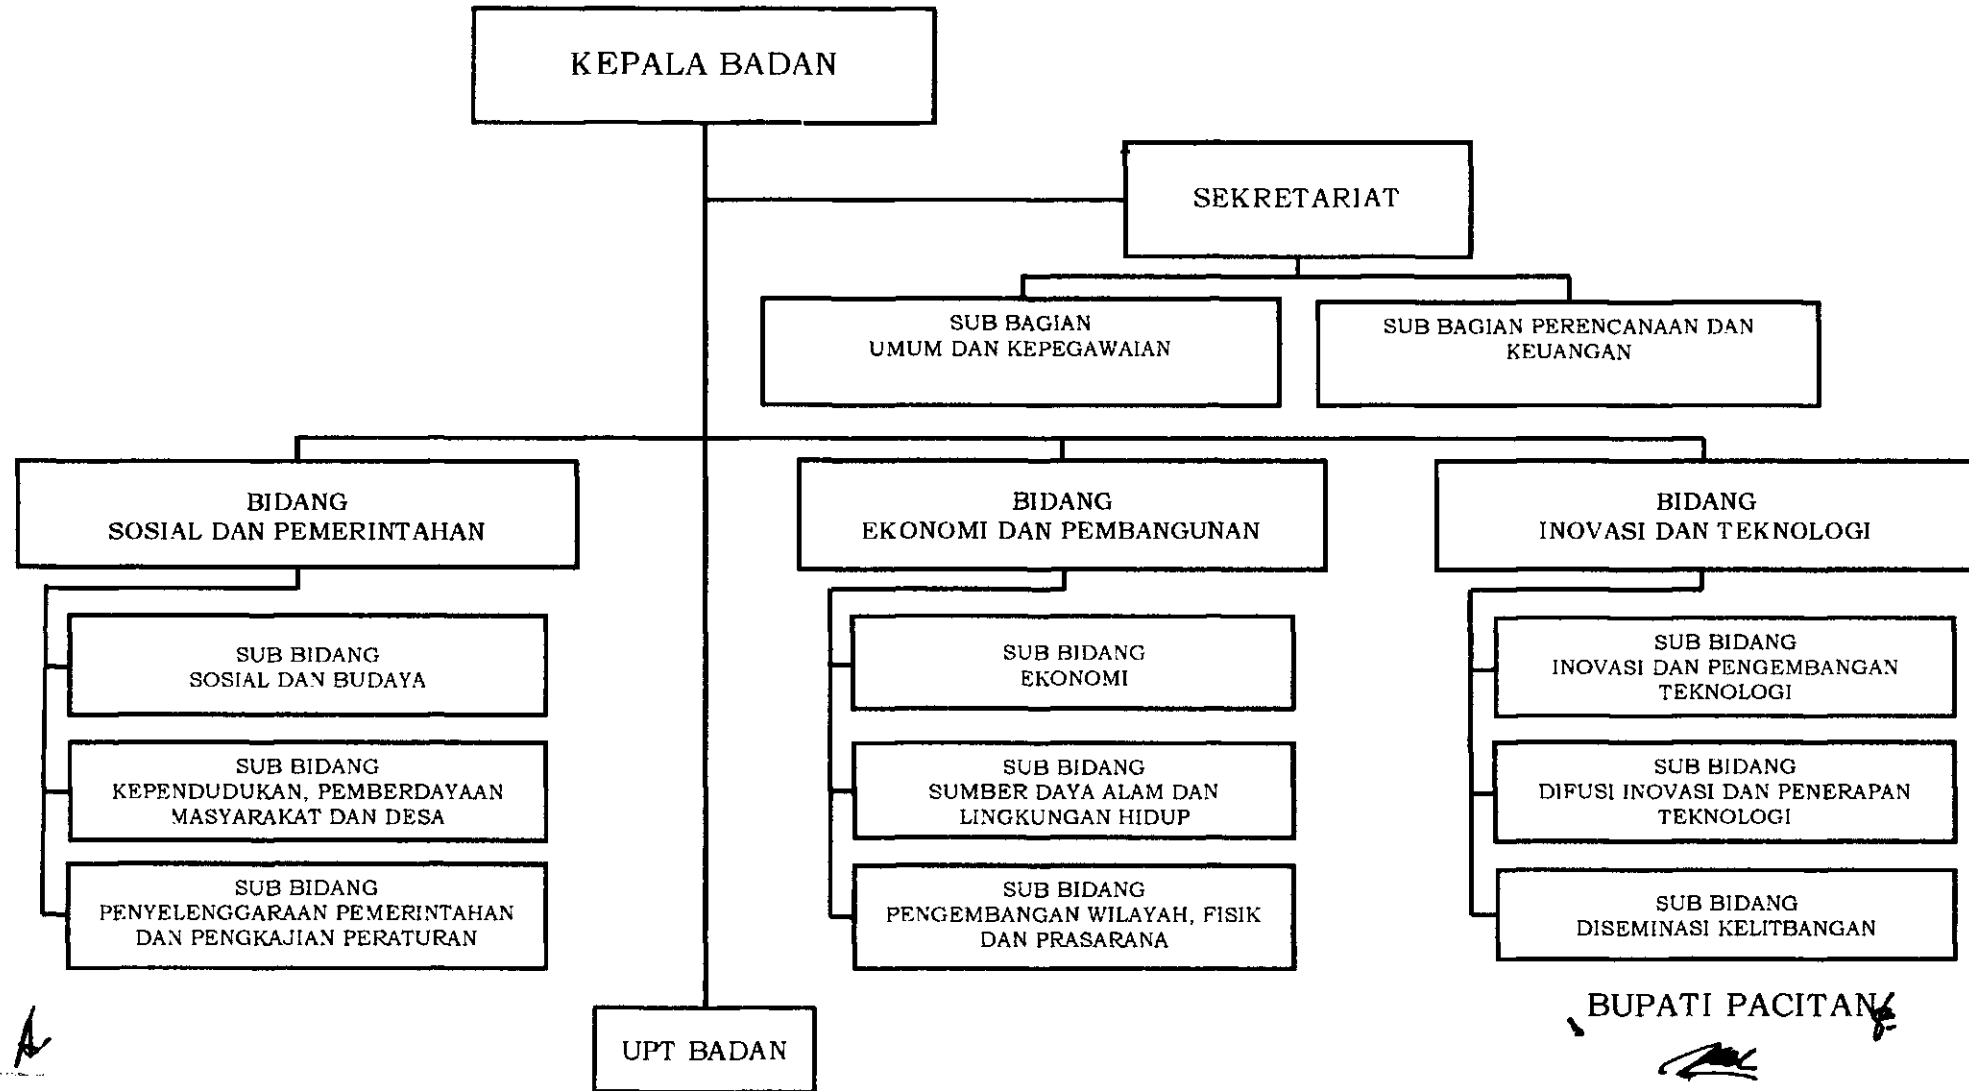 KEPALA BADAN
SEKRETARIAT
SUB BAGIAN
UMUM DAN KEPEGAWAIAN
SUB BAGIAN PERENCANAAN DAN
KEUANGAN
BIDANG
SOSIAL DAN PEMERINTAHAN
BIDANG
EKONOMI DAN PEMBANGUNAN
BIDANG
INOVASI DAN TEKNOLOGI
SUB BIDANG
SOSIAL DAN BUDAYA
SUB BIDANG
KEPENDUDUKAN, PEMBERDAYAAN
MASYARAKAT DAN DESA
SUB BIDANG
PENYELENGGARAAN PEMERINTAHAN
DAN PENGKAJIAN PERATURAN
SUB BIDANG
EKONOMI
SUB BIDANG
SUMBER DAYA ALAM DAN
LINGKUNGAN HIDUP
SUB BIDANG
PENGEMBANGAN WILAYAH, FISIK
DAN PRASARANA
SUB BIDANG
INOVASI DAN PENGEMBANGAN
TEKNOLOGI
SUB BIDANG
DIFUSI INOVASI DAN PENERAPAN
TEKNOLOGI
SUB BIDANG
DISEMINASI KELITBANGAN
UPT BADAN
BUPATI PACITAN